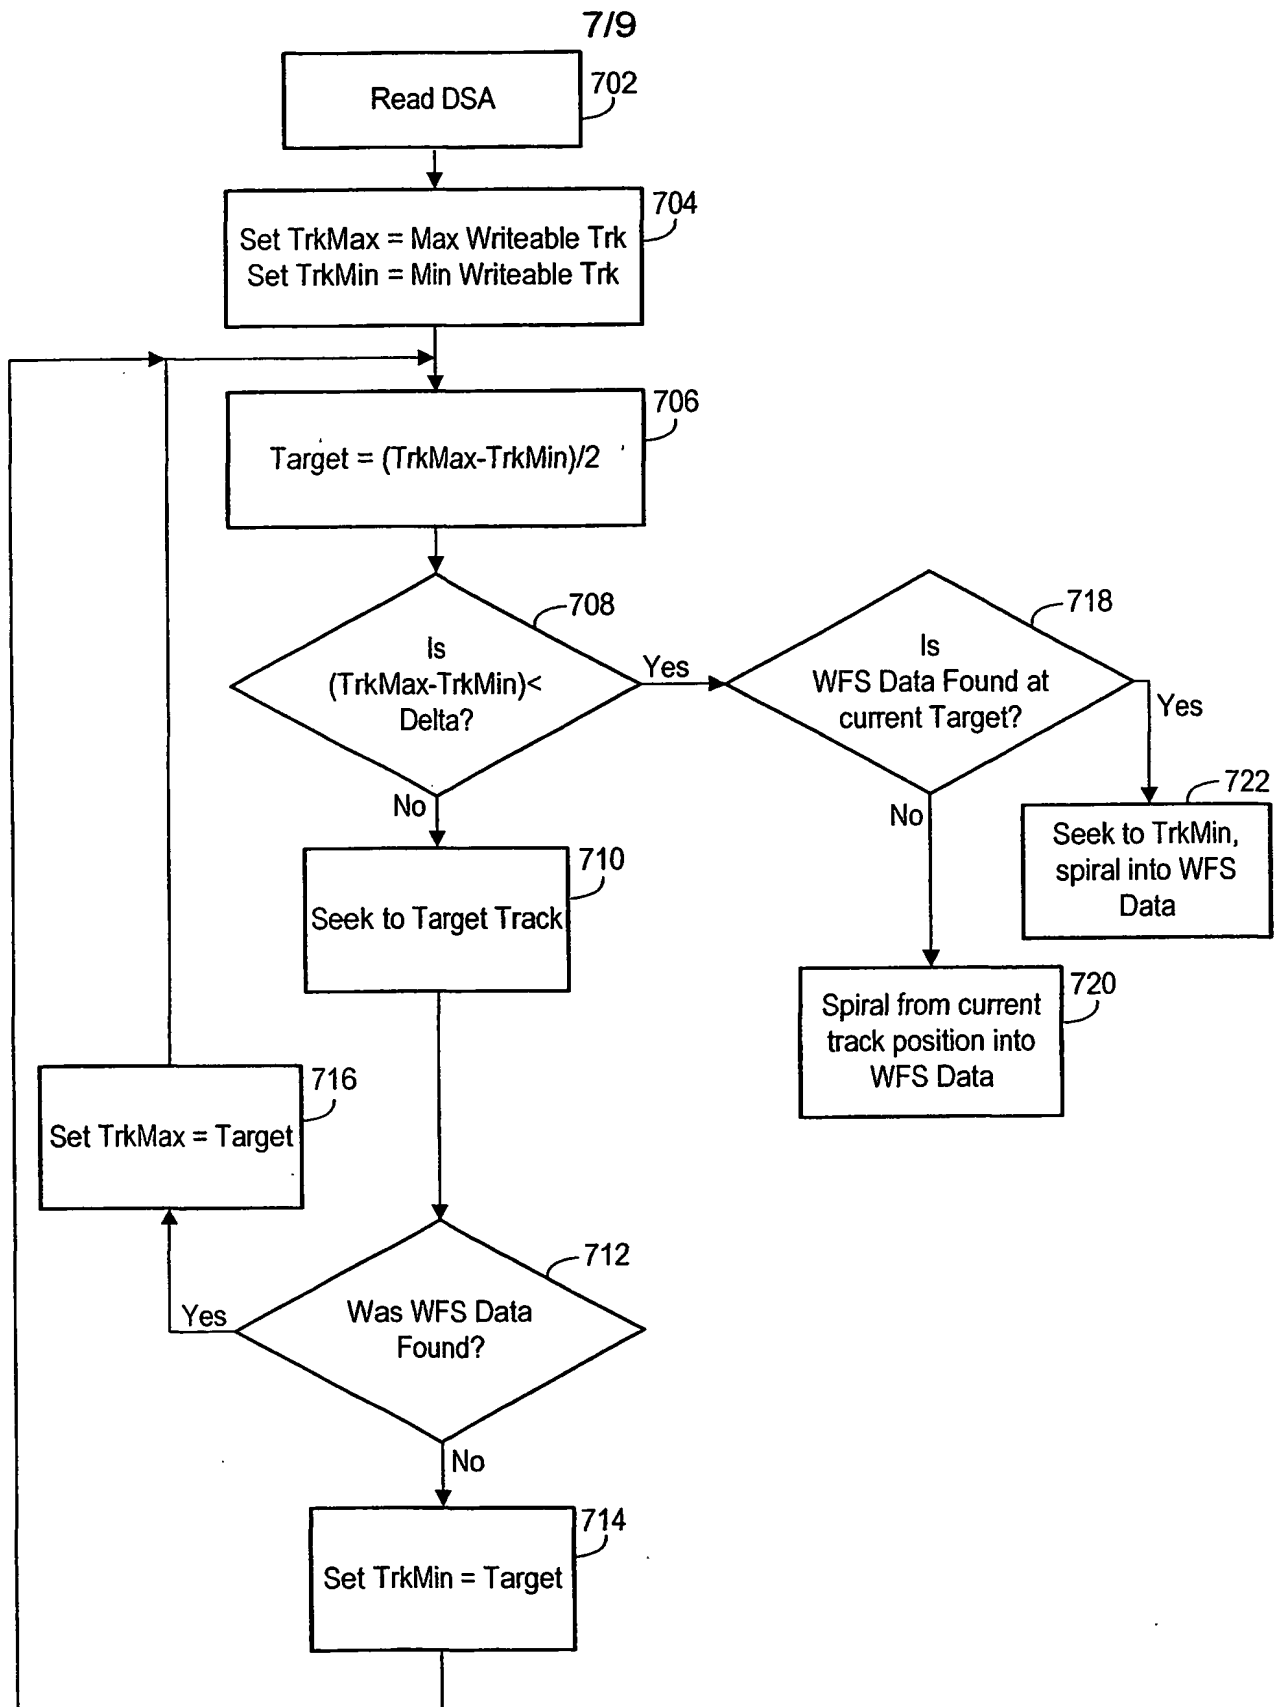 7/9
Read DSA
702
704
Set TrkMax = Max Writeable Trk
Set TrkMin = Min Writeable Trk
706
Target = (TrkMax-TrkMin)/2
708
Is
(TrkMax-TrkMin)<
Delta?
Yes
No
718
Is
WFS Data Found at
current Target?
Yes
No
722
Seek to TrkMin,
spiral into WFS
Data
710
Seek to Target Track
720
Spiral from current
track position into
WFS Data
716
Set TrkMax = Target
712
Was WFS Data
Found?
Yes
No
714
Set TrkMin = Target